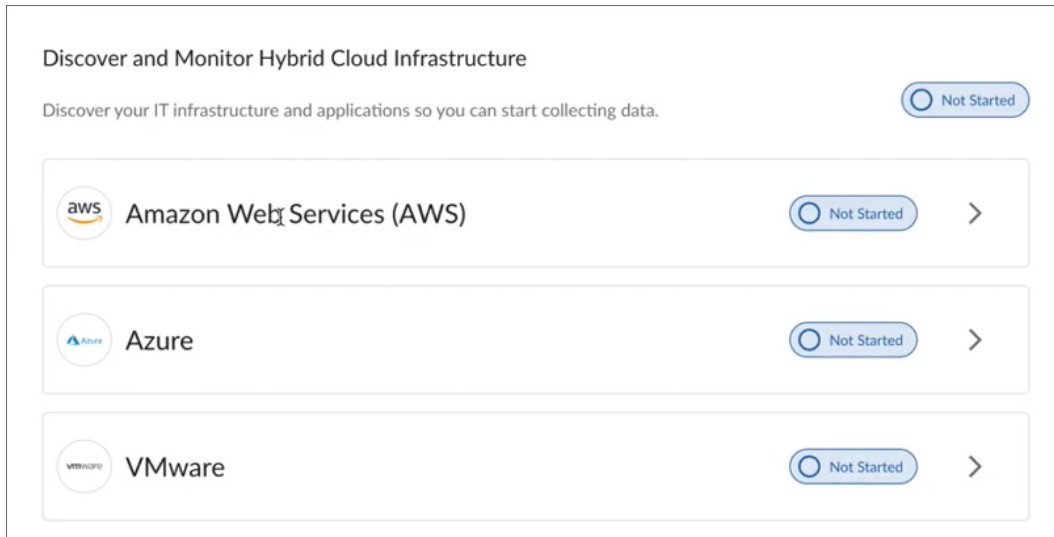 Discover and Monitor Hybrid Cloud Infrastructure
Discover your IT infrastructure and applications so you can start collecting data.
Not Started
aws
Amazon Web Services (AWS)
Not Started
Azure
Azure
Not Started
vmware
VMware
Not Started